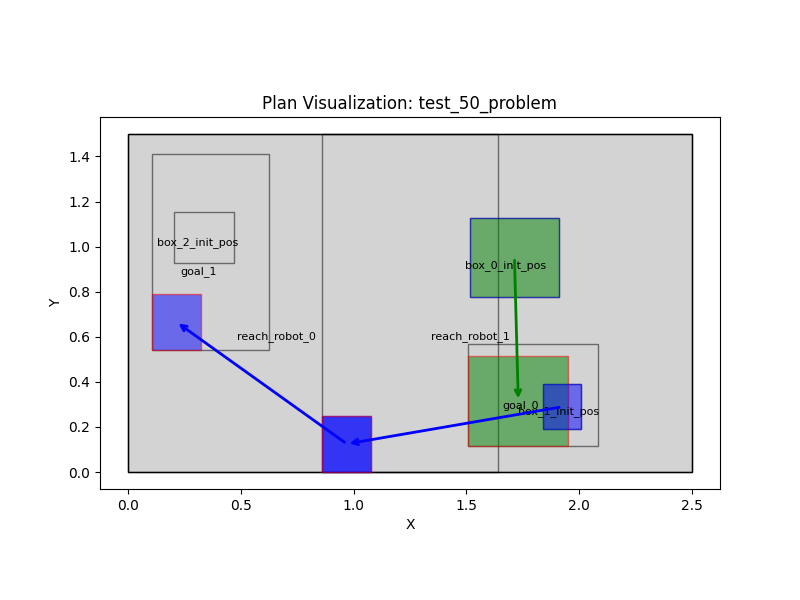 Plan Visualization: test_50_problem
1.4
1.2
1.0
0.8
0.6
0.4
0.2
0.0
Y
box_2_init_pos
goal_1
box_0_init_pos
reach_robot_0
reach_robot_1
goal_0
box_1_init_pos
0.0 0.5 1.0 1.5 2.0 2.5
X